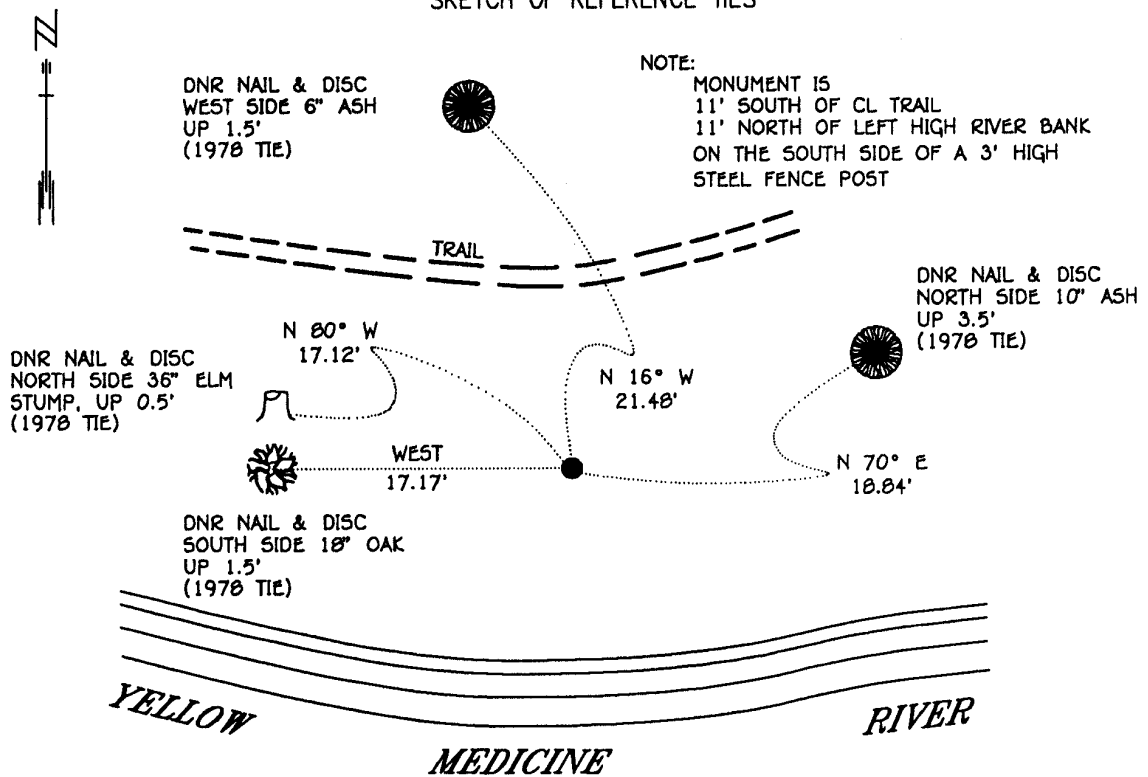 SKETCH OF REFERENCE TIES
N
DNR NAIL & DISC
WEST SIDE 6" ASH
UP 1.5'
(1978 TIE)
NOTE:
MONUMENT IS
11' SOUTH OF CL TRAIL
11' NORTH OF LEFT HIGH RIVER BANK
ON THE SOUTH SIDE OF A 3' HIGH
STEEL FENCE POST
TRAIL
DNR NAIL & DISC
NORTH SIDE 10" ASH
UP 3.5'
(1978 TIE)
N 80° W
17.12'
DNR NAIL & DISC
NORTH SIDE 36" ELM
STUMP, UP 0.5'
(1978 TIE)
N 16° W
21.48'
WEST
17.17'
N 70° E
18.84'
DNR NAIL & DISC
SOUTH SIDE 18" OAK
UP 1.5'
(1978 TIE)
YELLOW
MEDICINE
RIVER